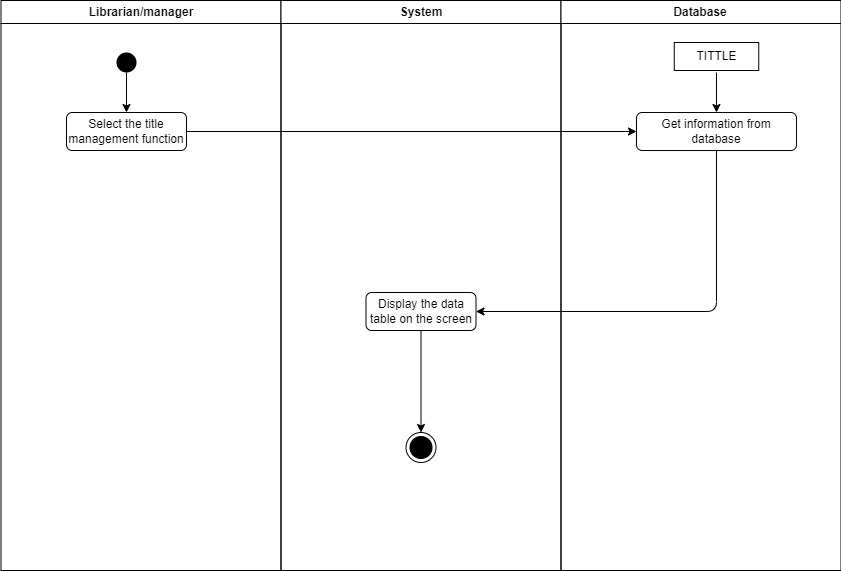 Librarian/manager
System
Database
TITTLE
Select the title
management function
Get information from
database
Display the data
table on the screen